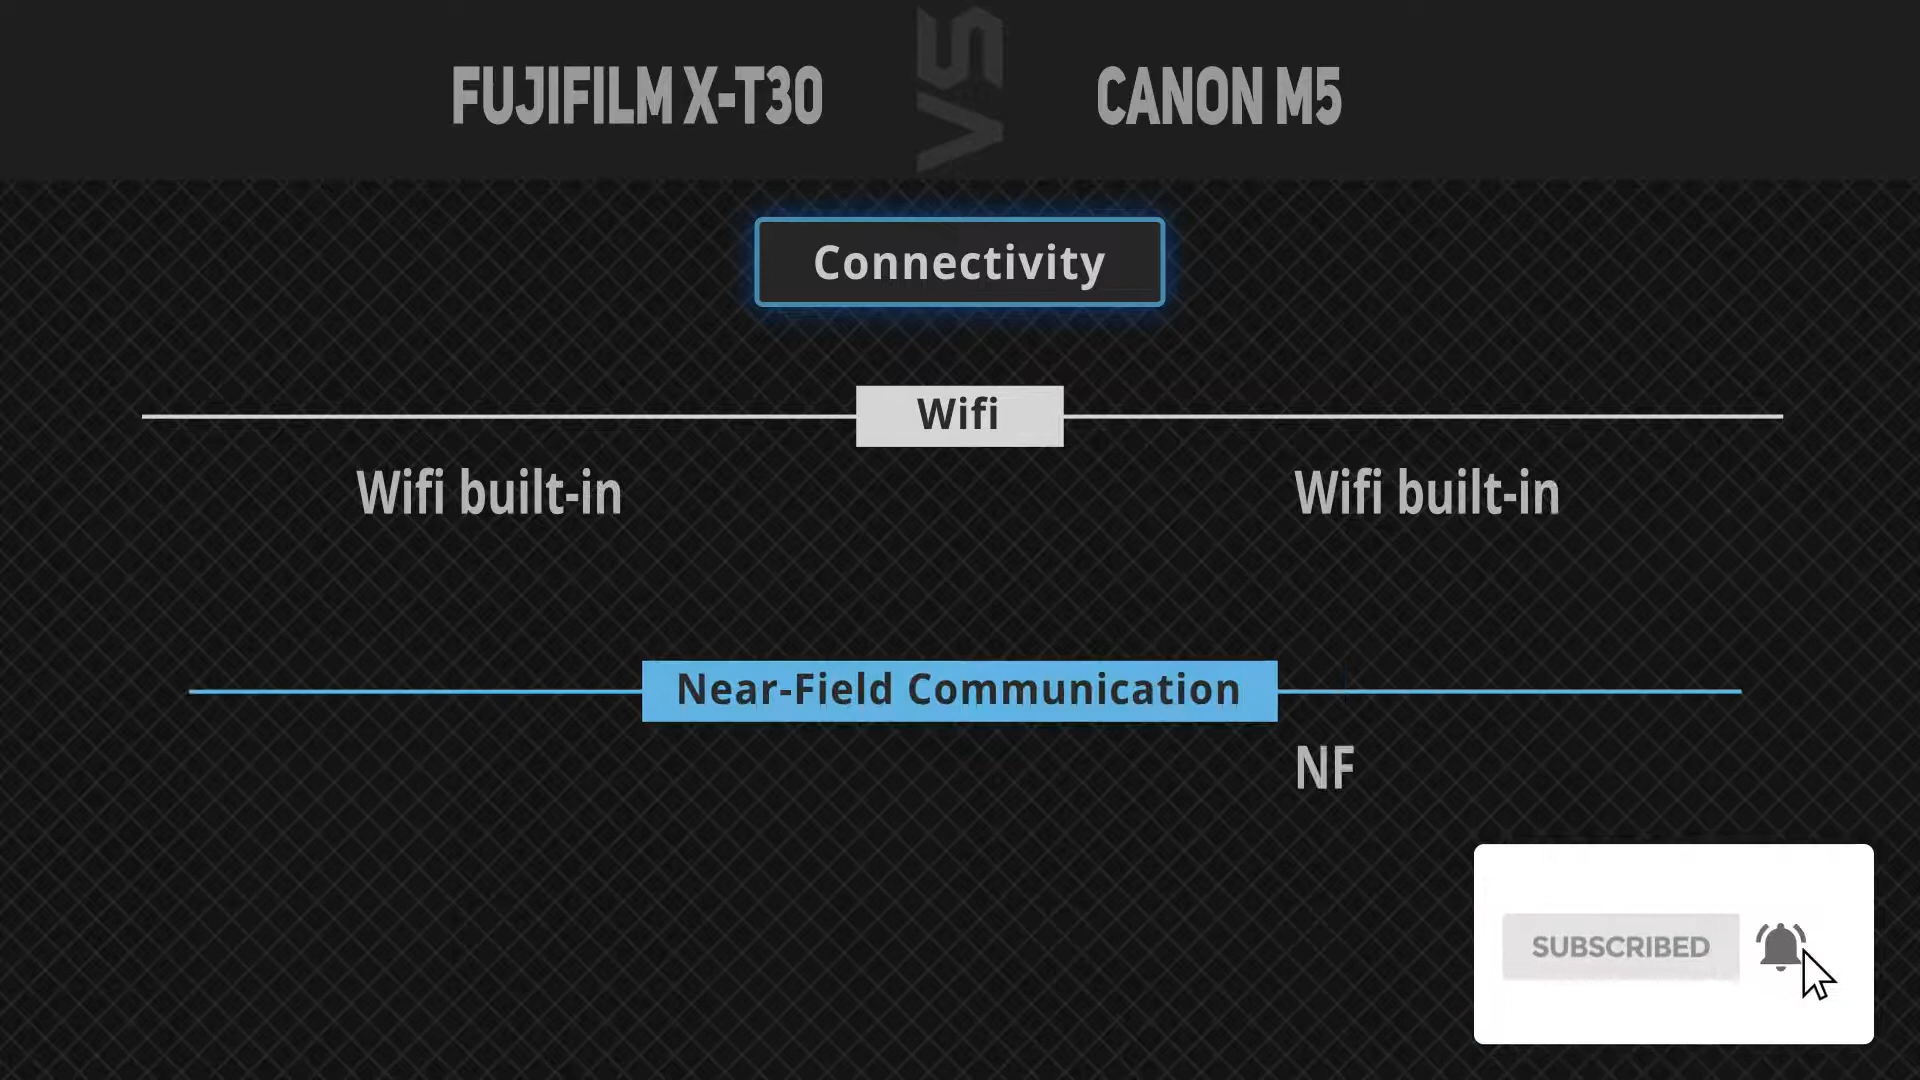 FUJIFILM X-T30
VS
CANON M5
Connectivity
Wifi
Wifi built-in
Wifi built-in
Near-Field Communication
NF
SUBSCRIBED